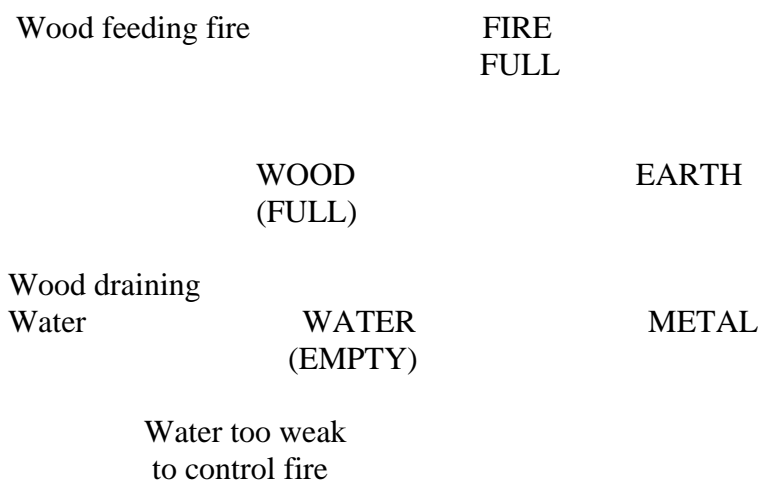 Wood feeding fire FIRE
FULL
WOOD EARTH
(FULL)
Wood draining
Water WATER METAL
(EMPTY)
Water too weak
to control fire